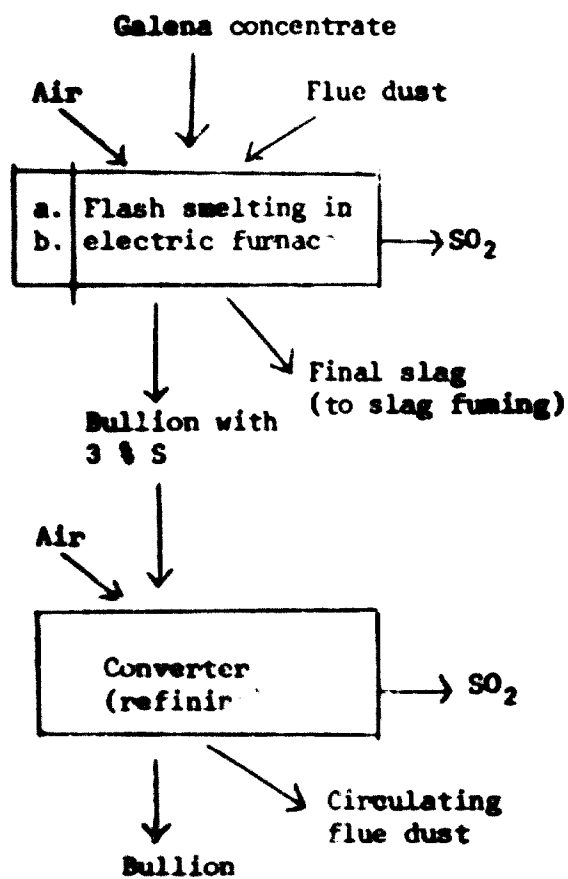 Galena concentrate
Air
Flue dust
a. Flash smelting in
b. electric furnac
SO₂
Final slag
(to slag fuming)
Bullion with
3 % S
Air
Converter
(refinir
SO₂
Circulating
flue dust
Bullion